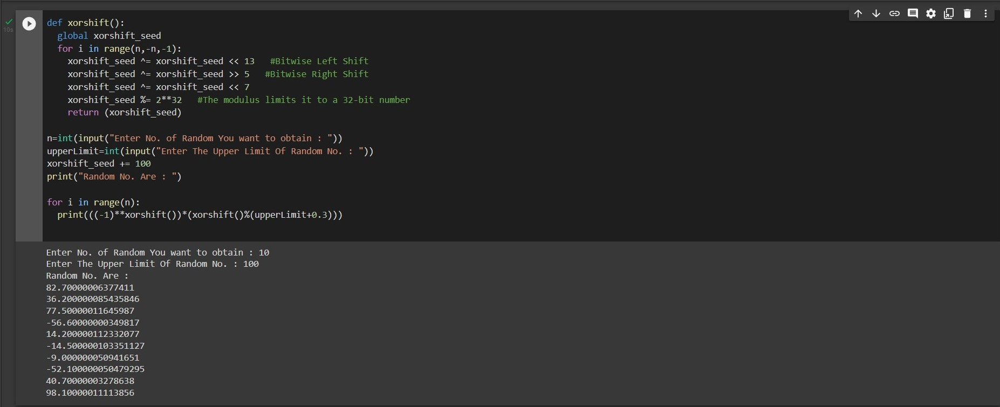 10s
def xorshift():
  global xorshift_seed
  for i in range(n,-n,-1):
    xorshift_seed ^= xorshift_seed << 13   #Bitwise Left Shift
    xorshift_seed ^= xorshift_seed >> 5   #Bitwise Right Shift
    xorshift_seed ^= xorshift_seed << 7
    xorshift_seed %= 2**32   #The modulus limits it to a 32-bit number
    return (xorshift_seed)
n=int(input("Enter No. of Random You want to obtain : "))
upperLimit=int(input("Enter The Upper Limit Of Random No. : "))
xorshift_seed += 100
print("Random No. Are : ")
for i in range(n):
  print(((-1)**xorshift())*(xorshift()%(upperLimit+0.3)))
Enter No. of Random You want to obtain : 10
Enter The Upper Limit Of Random No. : 100
Random No. Are :
82.70000006377411
36.200000085435846
77.50000011645987
-56.60000000349817
14.200000112332077
-14.500000103351127
-9.000000050941651
-52.100000050479295
40.70000003278638
98.10000011113856